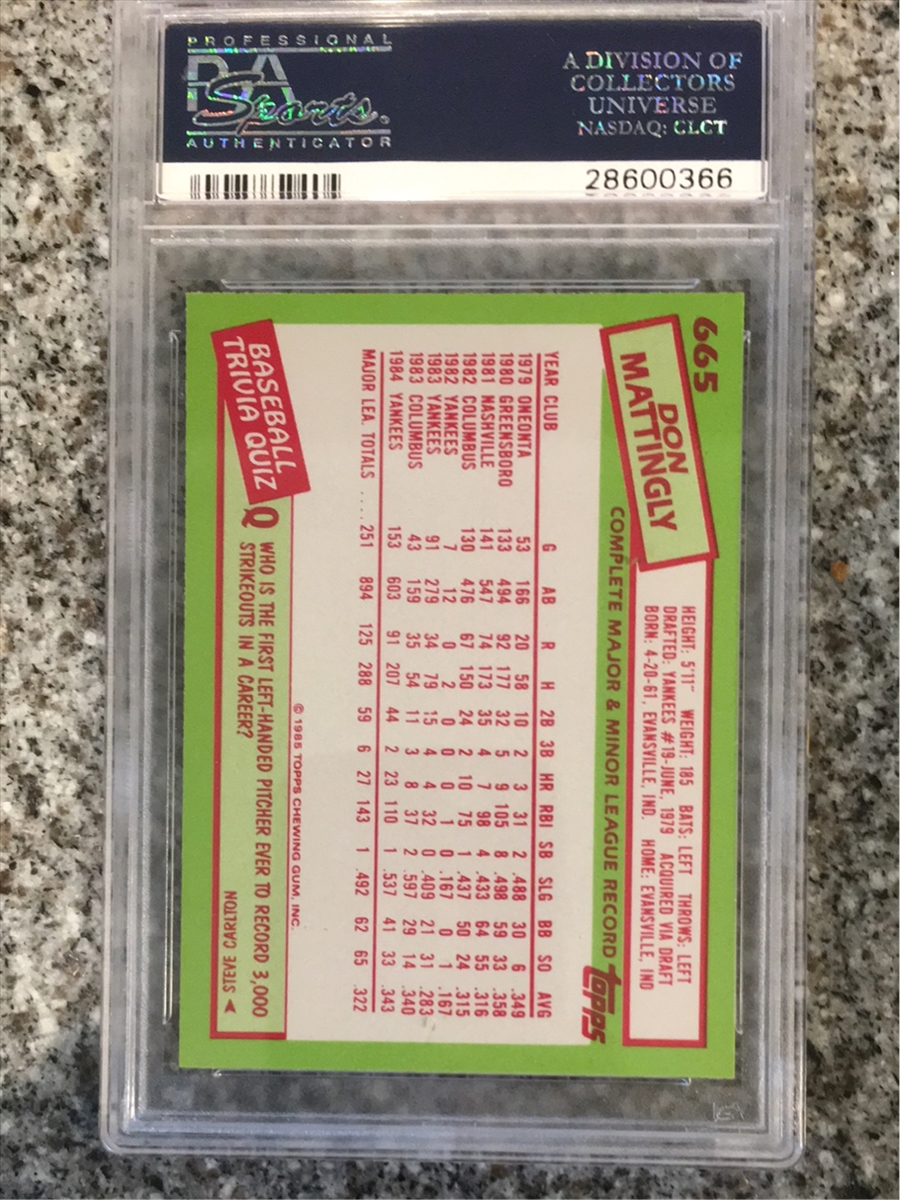 PROFESSIONAL
PSA
Sports.
AUTHENTICATOR
A DIVISION OF
COLLECTORS
UNIVERSE
NASDAQ: CLCT
28600366
665
DON
MATTINGLY
HEIGHT: 5'11" WEIGHT: 185 BATS: LEFT THROWS: LEFT
DRAFTED: YANKEES #19-JUNE, 1979 ACQUIRED VIA DRAFT
BORN: 4-20-61, EVANSVILLE, IND. HOME: EVANSVILLE, IND
COMPLETE MAJOR & MINOR LEAGUE RECORD topps
YEAR CLUB G AB R H 2B 3B HR RBI SB SLG BB SO AVG
1979 ONEONTA 53 166 20 58 10 2 3 31 2 .488 30 6 .349
1980 GREENSBORO 133 494 92 177 32 5 9 105 8 .498 59 33 .358
1981 NASHVILLE 141 547 74 173 35 4 7 98 4 .433 64 55 .316
1982 COLUMBUS 130 476 67 150 24 2 10 75 1 .437 50 24 .315
1982 YANKEES 7 12 0 2 0 0 0 1 0 .167 0 1 .167
1983 YANKEES 91 279 34 79 15 4 4 32 0 .409 21 31 .283
1983 COLUMBUS 43 159 35 54 11 3 8 37 2 .597 29 14 .340
1984 YANKEES 153 603 91 207 44 2 23 110 1 .537 41 33 .343
MAJOR LEA. TOTALS .... 251 894 125 288 59 6 27 143 1 .492 62 65 .322
© 1985 TOPPS CHEWING GUM, INC.
BASEBALL
TRIVIA QUIZ
Q WHO IS THE FIRST LEFT-HANDED PITCHER EVER TO RECORD 3,000
STRIKEOUTS IN A CAREER?
STEVE CARLTON